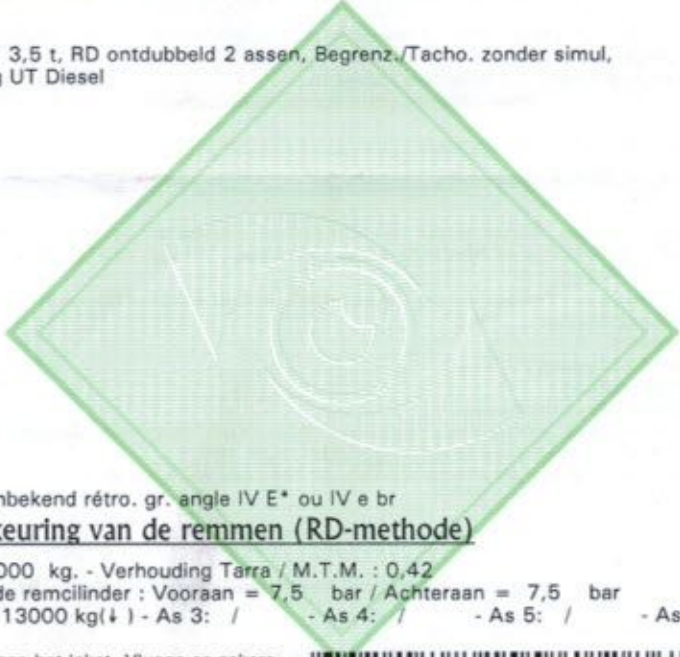 3,5 t, RD ontdubbeld 2 assen, Begrenz./Tacho. zonder simul,
UT Diesel
nbekend rétro. gr. angle IV E* ou IV e br
keuring van de remmen (RD-methode)
000 kg. - Verhouding Tarra / M.T.M. : 0,42
de remcilinder : Vooraan = 7,5 bar / Achteraan = 7,5 bar
13000 kg(↓ ) - As 3: / - As 4: / - As 5: / - As